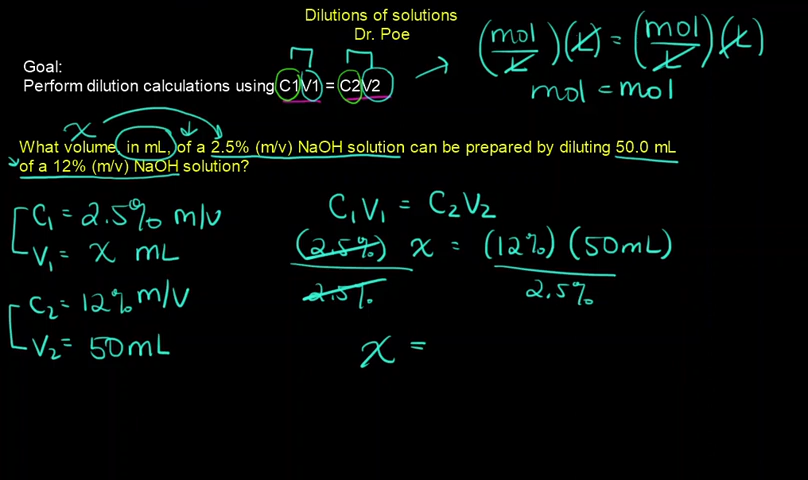 Dilutions of solutions
Dr. Poe
Goal:
Perform dilution calculations using C1V1 = C2V2
(mol/L)(L) = (mol/L)(L)
mol = mol
x
What volume in mL, of a 2.5% (m/v) NaOH solution can be prepared by diluting 50.0 mL
of a 12% (m/v) NaOH solution?
C₁ = 2.5% m/v
V₁ = x mL
C₂ = 12% m/v
V₂ = 50mL
C₁V₁ = C₂V₂
(2.5%) x = (12%) (50mL)
2.5% 2.5%
x =